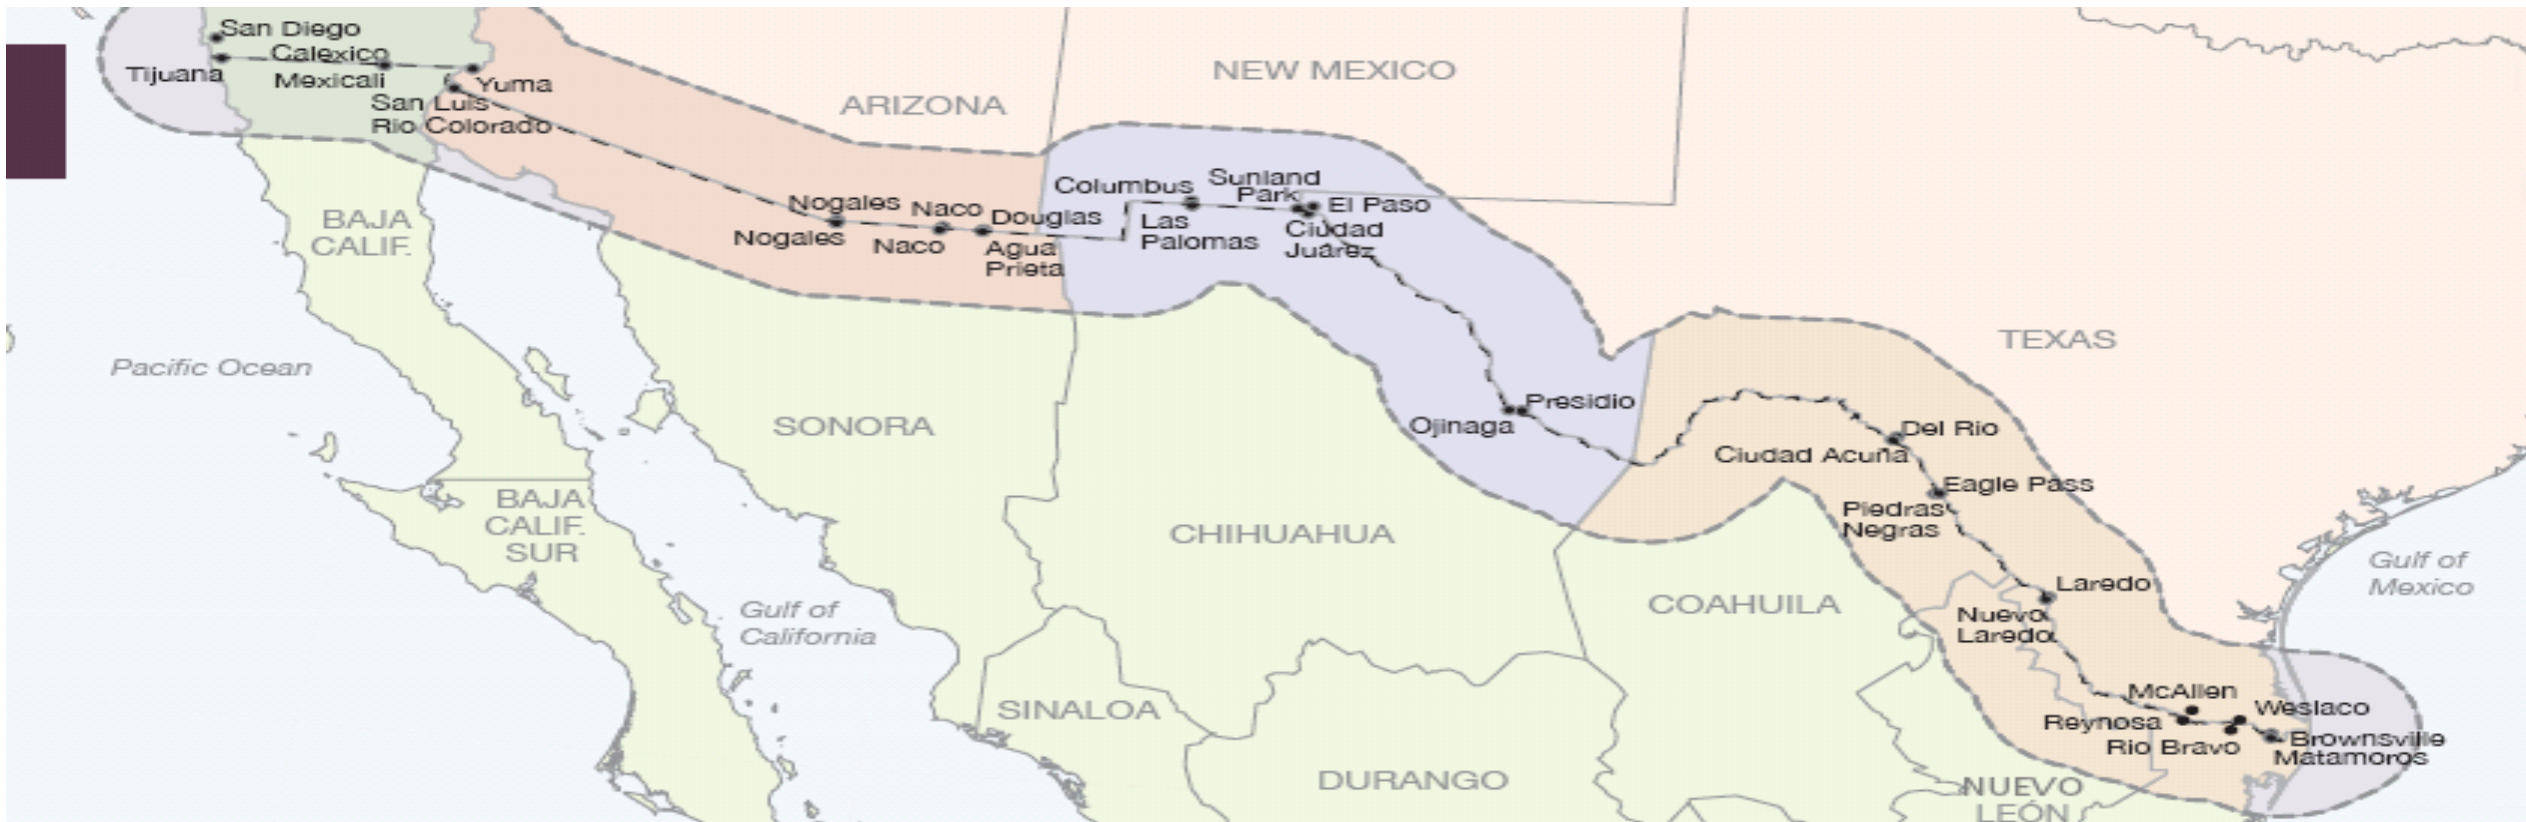 San Diego
Calexico
Tijuana
Mexicali
Yuma
San Luis
Rio Colorado
ARIZONA
NEW MEXICO
Nogales
Nogales
Naco
Naco
Douglas
Agua
Prieta
Columbus
Las
Palomas
Sunland
Park
El Paso
Ciudad
Juárez
BAJA
CALIF.
Pacific Ocean
TEXAS
SONORA
Ojinaga
Presidio
Del Rio
Ciudad Acuña
Eagle Pass
Piedras
Negras
BAJA
CALIF.
SUR
CHIHUAHUA
Gulf of
Mexico
COAHUILA
Laredo
Nuevo
Laredo
Gulf of
California
SINALOA
McAllen
Weslaco
Reynosa
Rio Bravo
Brownsville
Matamoros
DURANGO
NUEVO
LEÓN